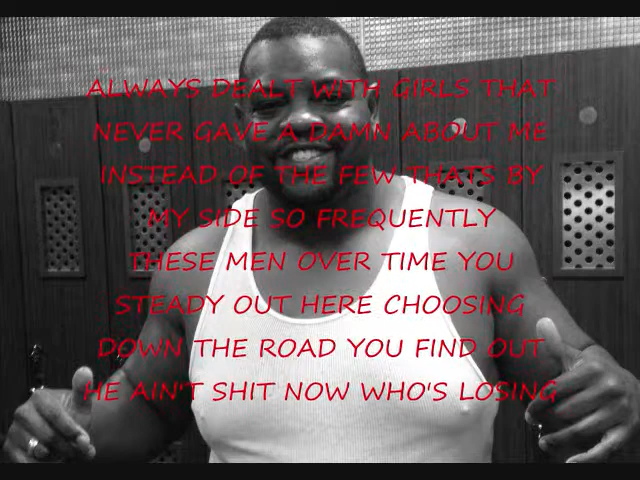 ALWAYS DEALT WITH GIRLS THAT
NEVER GAVE A DAMN ABOUT ME
INSTEAD OF THE FEW THATS BY
MY SIDE SO FREQUENTLY
THESE MEN OVER TIME YOU
STEADY OUT HERE CHOOSING
DOWN THE ROAD YOU FIND OUT
HE AIN'T SHIT NOW WHO'S LOSING